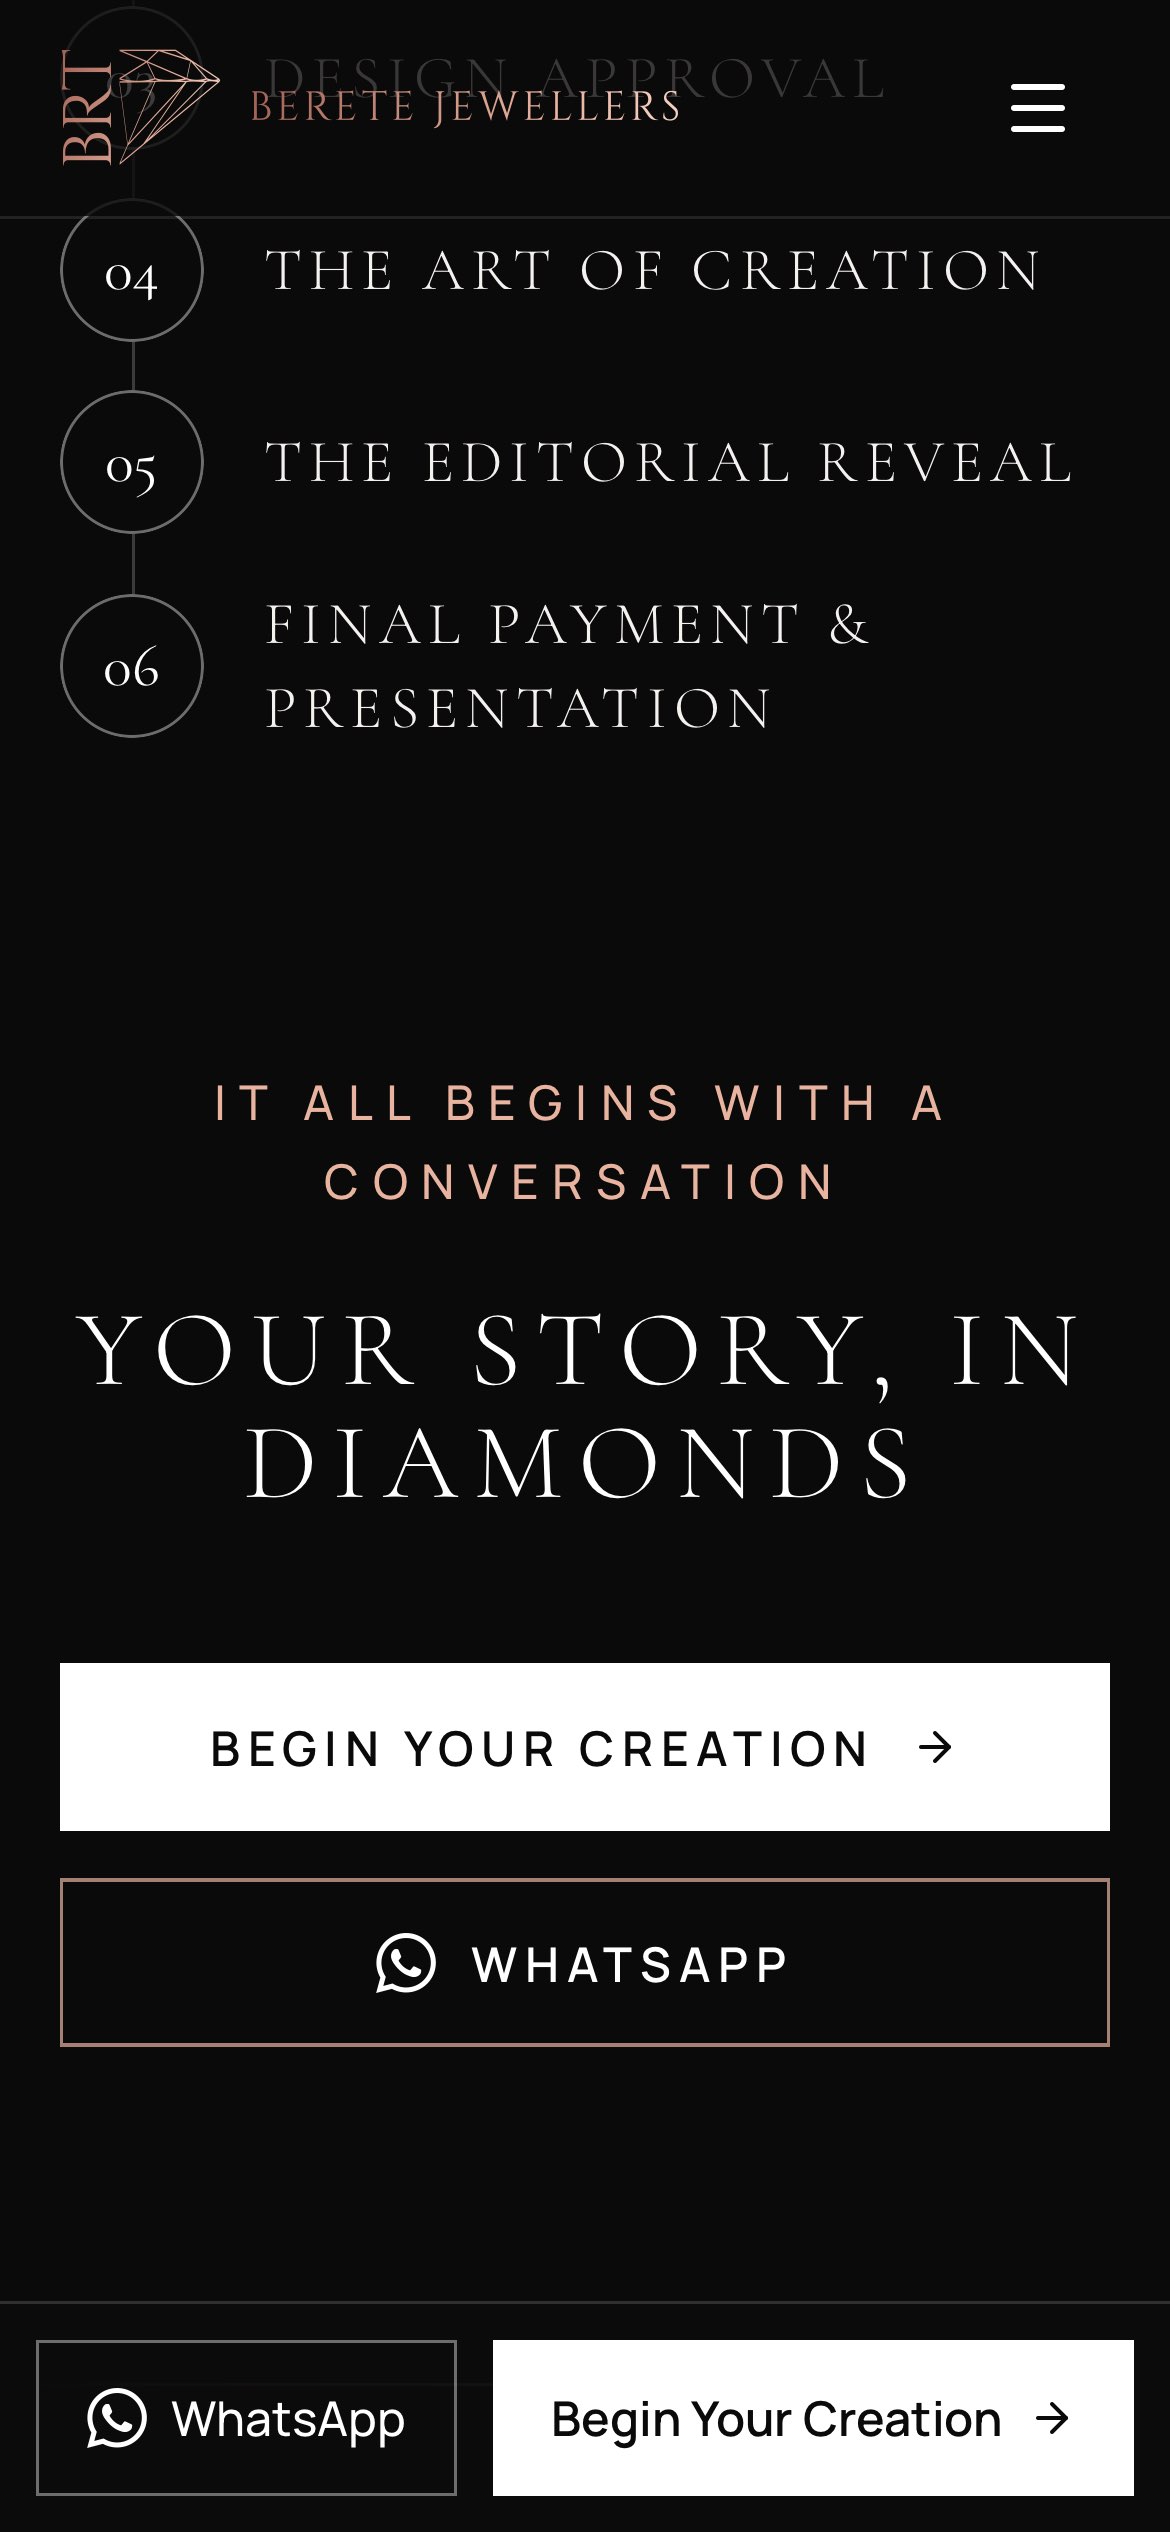 03
DESIGN APPROVAL
BRT
BERETE JEWELLERS
04
THE ART OF CREATION
05
THE EDITORIAL REVEAL
06
FINAL PAYMENT &
PRESENTATION
IT ALL BEGINS WITH A
CONVERSATION
YOUR STORY, IN
DIAMONDS
BEGIN YOUR CREATION →
WHATSAPP
WhatsApp
Begin Your Creation →